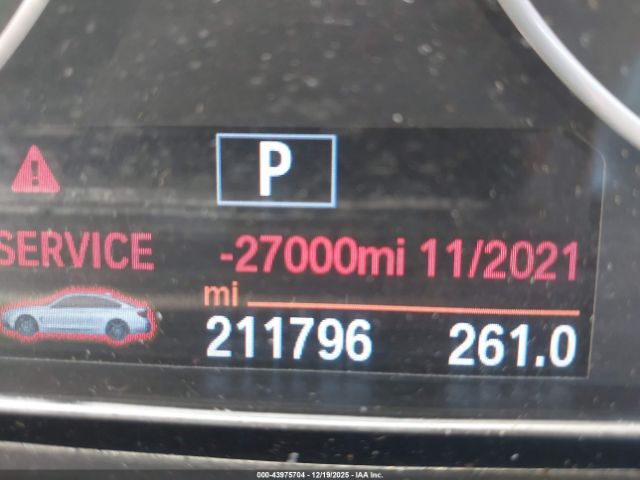 P
SERVICE -27000mi 11/2021
mi
211796 261.0
000-43975704 - 12/19/2025 - IAA Inc.